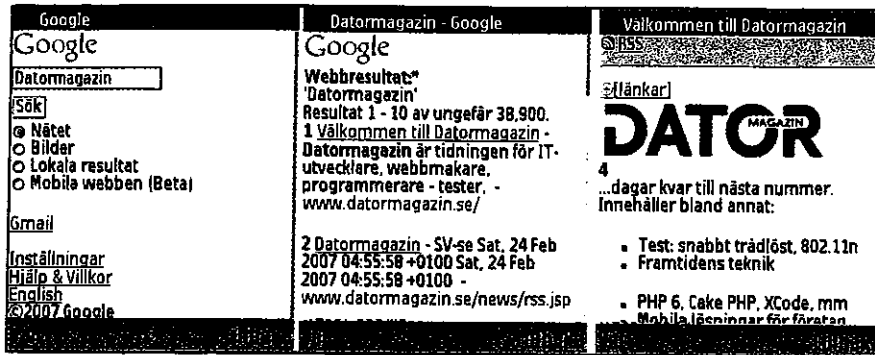 Google
Google
Datormagazin
Sök
Nätet
Bilder
Lokala resultat
Mobila webben (Beta)
Gmail
Inställningar
Hjälp & Villkor
English
©2007 Google
Datormagazin - Google
Google
Webbresultat:*
'Datormagazin'
Resultat 1 - 10 av ungefär 38,900.
1 Välkommen till Datormagazin -
Datormagazin är tidningen för IT-
utvecklare, webbmakare,
programmerare - tester, -
www.datormagazin.se/
2 Datormagazin - SV-se Sat, 24 Feb
2007 04:55:58 +0100 Sat, 24 Feb
2007 04:55:58 +0100 -
www.datormagazin.se/news/rss.jsp
Välkommen till Datormagazin
RSS
[länkar]
DATOR
MAGAZIN
4
...dagar kvar till nästa nummer.
Innehåller bland annat:
Test: snabbt trådlöst, 802.11n
Framtidens teknik
PHP 6, Cake PHP, XCode, mm
Mobila lösningar för företag